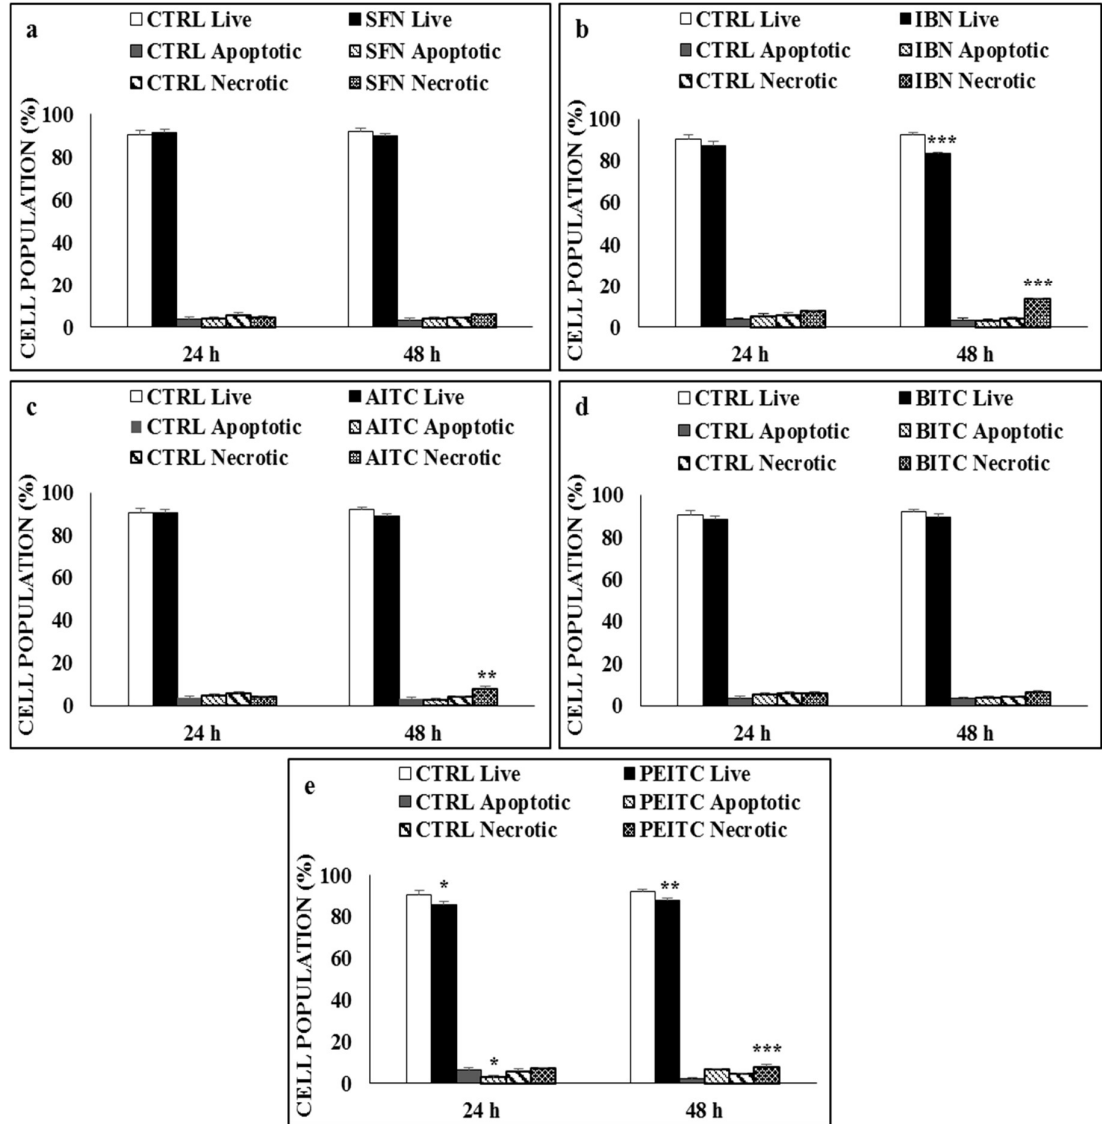 a
CTRL Live SFN Live
CTRL Apoptotic SFN Apoptotic
CTRL Necrotic SFN Necrotic
CELL POPULATION (%)
100
80
60
40
20
0
24 h 48 h
b
CTRL Live IBN Live
CTRL Apoptotic IBN Apoptotic
CTRL Necrotic IBN Necrotic
CELL POPULATION (%)
100
***
80
60
40
20
***
0
24 h 48 h
c
CTRL Live AITC Live
CTRL Apoptotic AITC Apoptotic
CTRL Necrotic AITC Necrotic
CELL POPULATION (%)
100
80
60
40
20
**
0
24 h 48 h
d
CTRL Live BITC Live
CTRL Apoptotic BITC Apoptotic
CTRL Necrotic BITC Necrotic
CELL POPULATION (%)
100
80
60
40
20
0
24 h 48 h
e
CTRL Live PEITC Live
CTRL Apoptotic PEITC Apoptotic
CTRL Necrotic PEITC Necrotic
CELL POPULATION (%)
100
* **
80
60
40
20
* ***
0
24 h 48 h